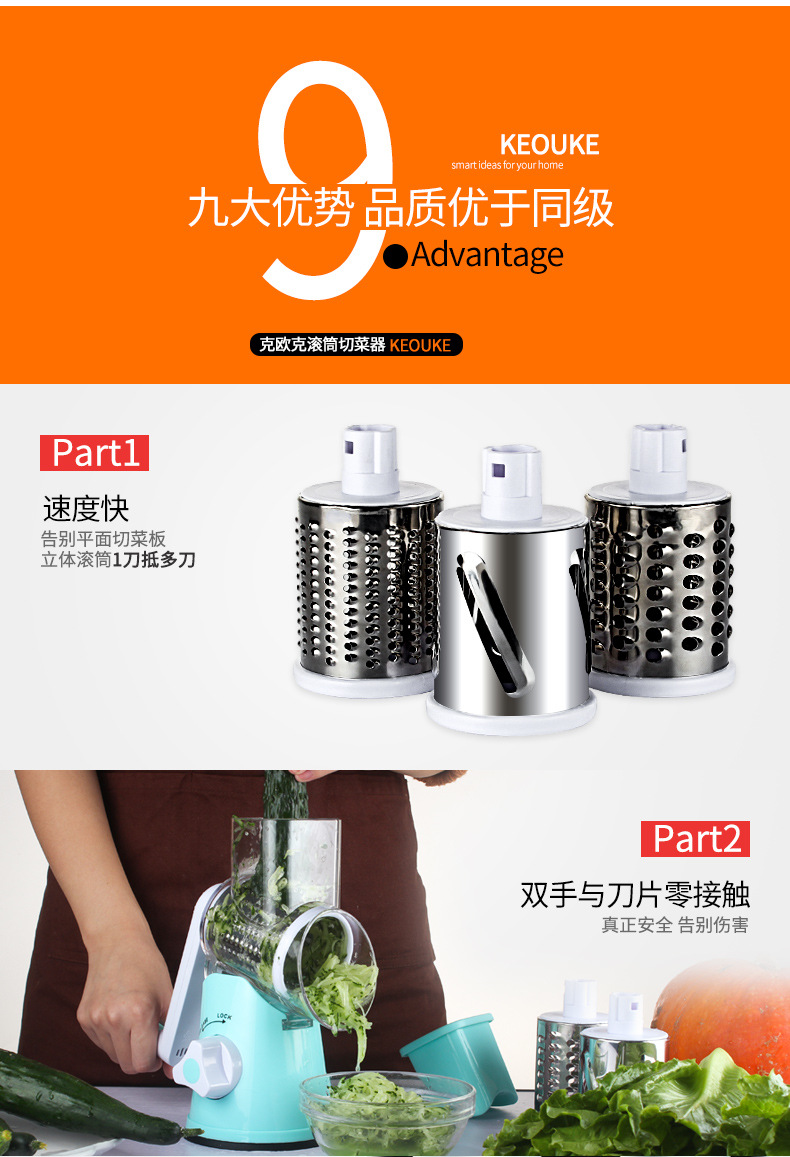 9
KEOUKE
smart ideas for your home
九大优势 品质优于同级
Advantage
克欧克滚筒切菜器 KEOUKE
Part1
速度快
告别平面切菜板
立体滚筒1刀抵多刀
Part2
双手与刀片零接触
真正安全 告别伤害
LOCK